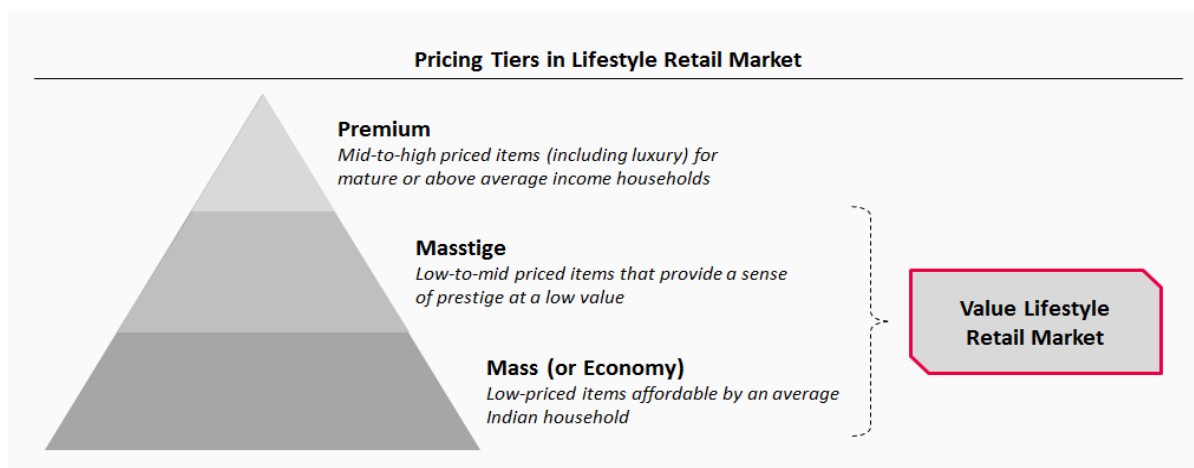 Pricing Tiers in Lifestyle Retail Market
Premium
Mid-to-high priced items (including luxury) for
mature or above average income households
Masstige
Low-to-mid priced items that provide a sense
of prestige at a low value
Value Lifestyle
Retail Market
Mass (or Economy)
Low-priced items affordable by an average
Indian household